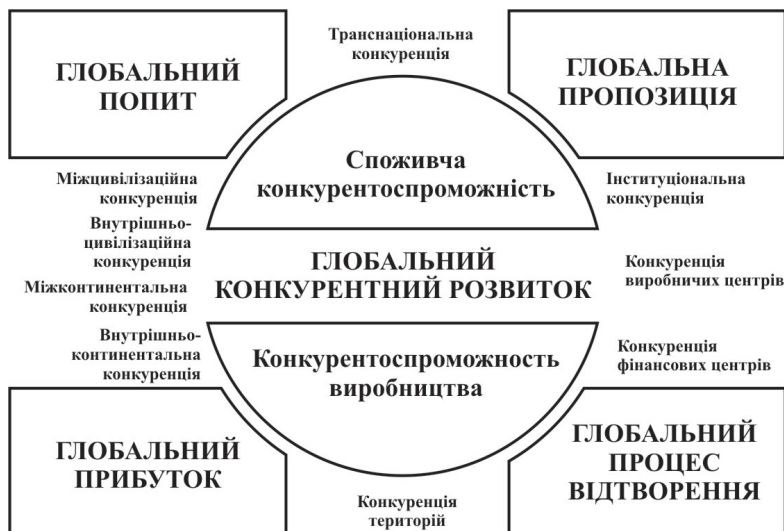 Транснаціональна
конкуренція
ГЛОБАЛЬНИЙ
ПОПИТ
ГЛОБАЛЬНА
ПРОПОЗИЦІЯ
Споживча
конкурентоспроможність
Міжцивілізаційна
конкуренція
Інституціональна
конкуренція
Внутрішньо-
цивілізаційна
конкуренція
ГЛОБАЛЬНИЙ
КОНКУРЕНТНИЙ РОЗВИТОК
Конкуренція
виробничих центрів
Міжконтинентальна
конкуренція
Внутрішньо-
континентальна
конкуренція
Конкурентоспроможность
виробництва
Конкуренція
фінансових центрів
ГЛОБАЛЬНИЙ
ПРИБУТОК
ГЛОБАЛЬНИЙ
ПРОЦЕС
ВІДТВОРЕННЯ
Конкуренція
територій